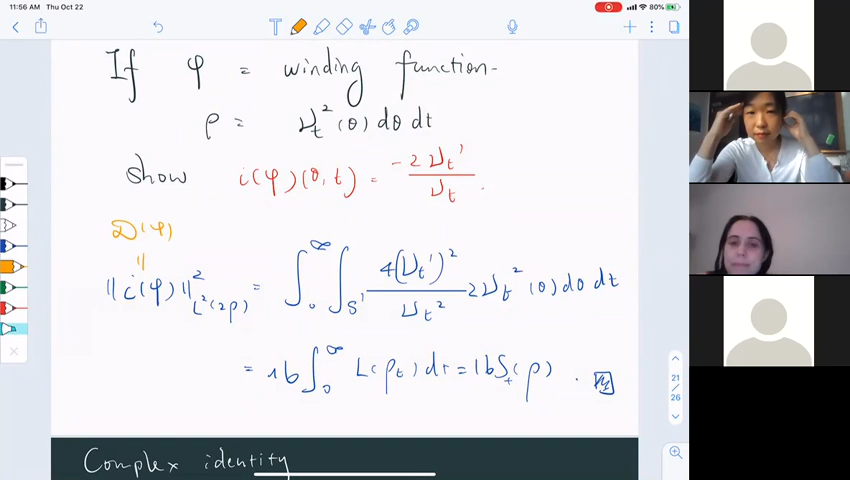 11:56 AM Thu Oct 22
80%
If φ = winding function.
ρ = ν_t²(θ) dθ dt
show i(φ)(θ,t) = -2ν_t' / ν_t .
D(φ)
=
||i(φ)||²_{L²(2ρ)} = ∫_0^∞ ∫_{S¹} 4(ν_t')² / ν_t² 2ν_t²(θ) dθ dt
= 16 ∫_0^∞ L(ρ_t) dt = 16 S_+(ρ) .
21
/
26
Complex identity